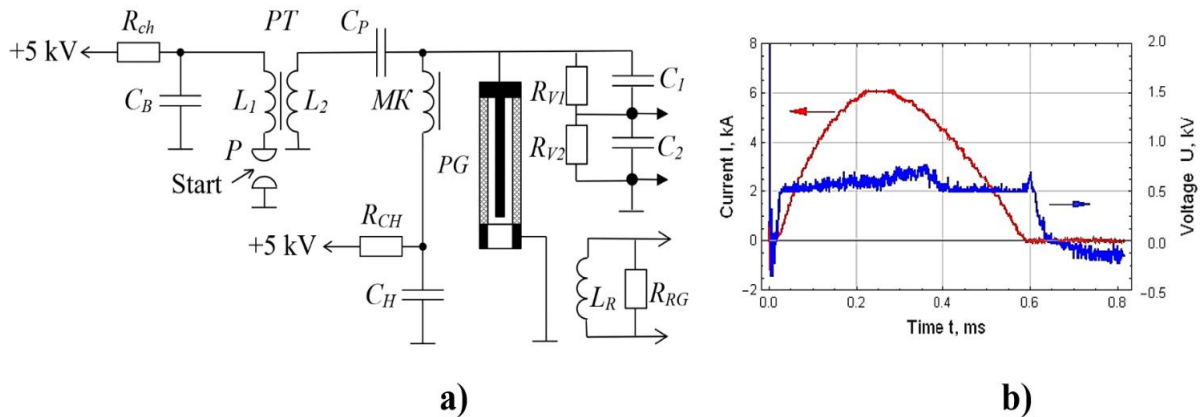 R_ch
PT
C_P
+5 kV
C_B
L_1
L_2
MK
R_V1
C_1
P
R_V2
C_2
Start
PG
R_CH
+5 kV
C_H
L_R
R_RG
a)
8
6
4
2
0
−2
Current I, kA
2.0
1.5
1.0
0.5
0.0
−0.5
Voltage U, kV
0.0 0.2 0.4 0.6 0.8
Time t, ms
b)